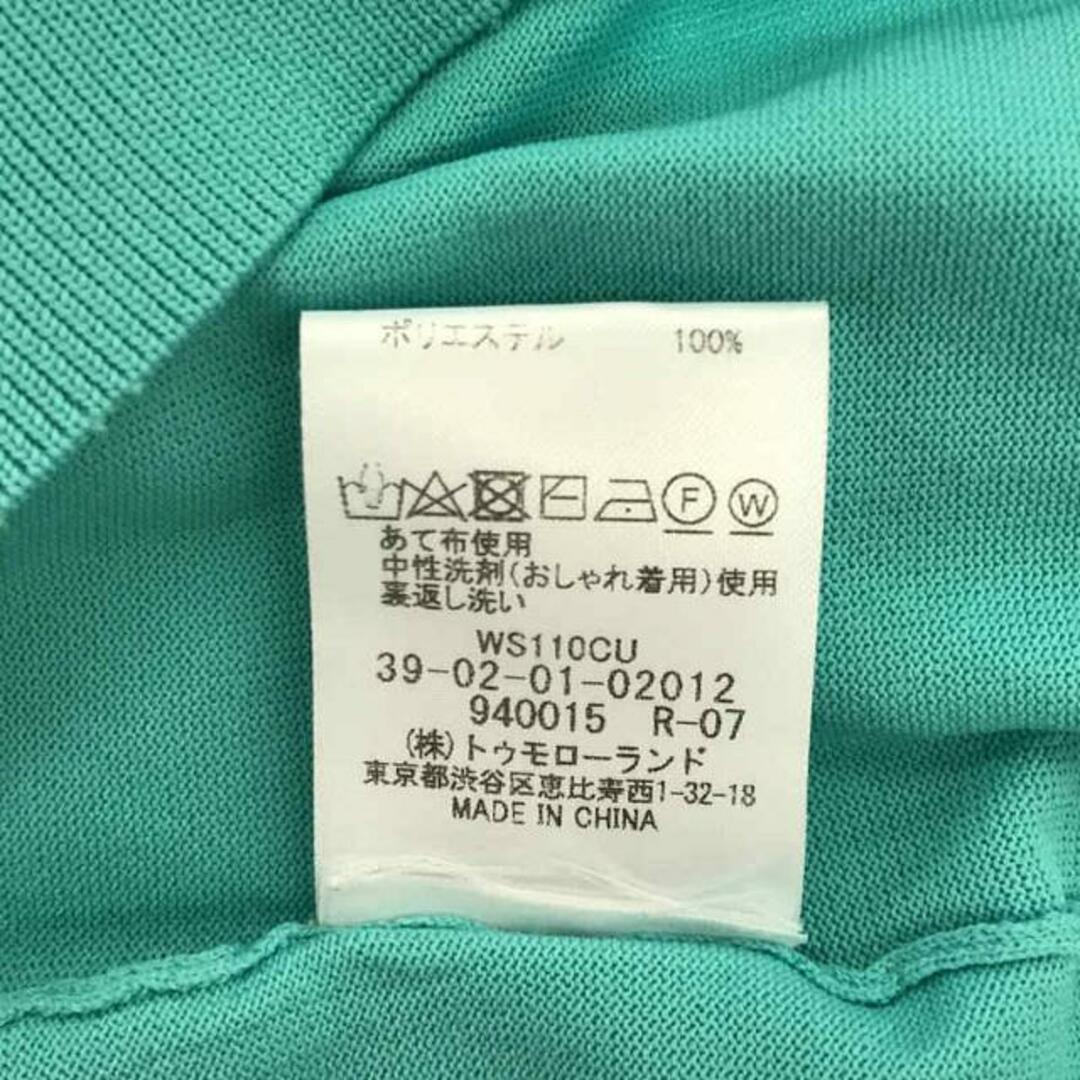 ポリエステル 100%
F W
あて布使用
中性洗剤(おしゃれ着用)使用
裏返し洗い
WS110CU
39-02-01-02012
940015 R-07
(株)トゥモローランド
東京都渋谷区恵比寿西1-32-18
MADE IN CHINA